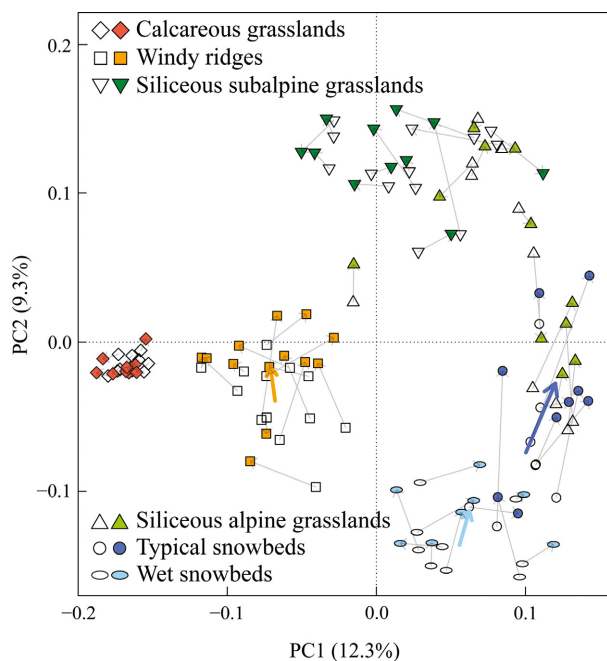 Calcareous grasslands
Windy ridges
Siliceous subalpine grasslands
0.2
0.1
0.0
−0.1
PC2 (9.3%)
Siliceous alpine grasslands
Typical snowbeds
Wet snowbeds
−0.2
−0.1
0.0
0.1
PC1 (12.3%)